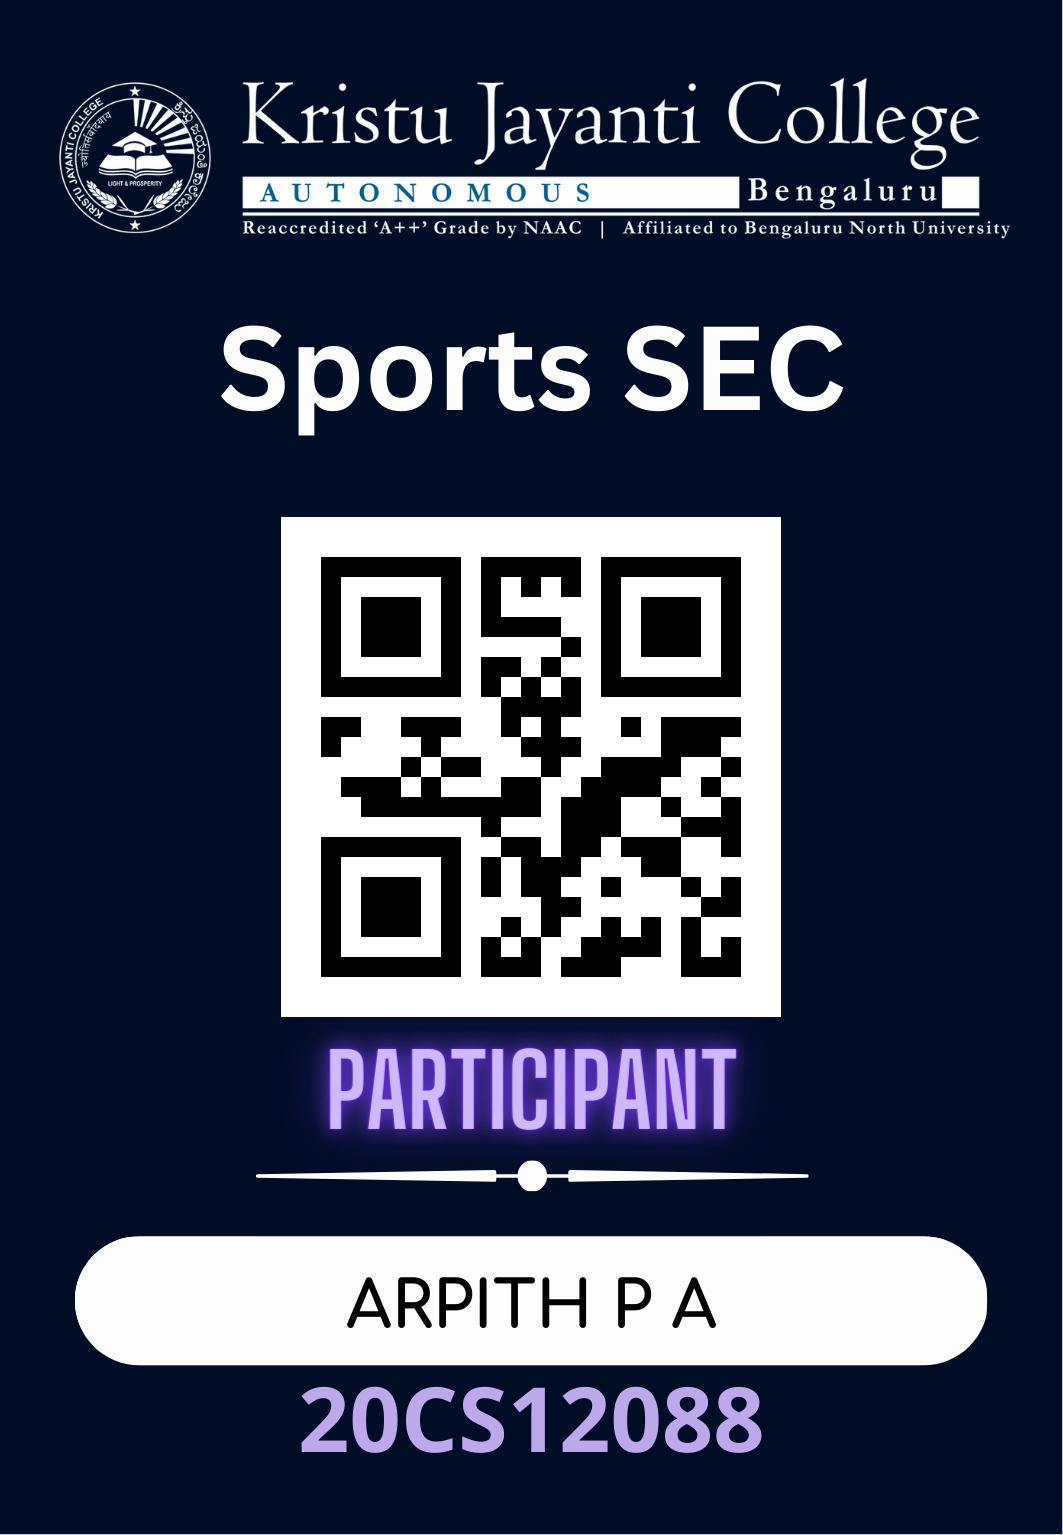 KRISTU JAYANTI COLLEGE
ಕ್ರಿಸ್ತು ಜಯಂತಿ ಕಾಲೇಜು
LIGHT & PROSPERITY
Kristu Jayanti College
AUTONOMOUS Bengaluru
Reaccredited ‘A++’ Grade by NAAC | Affiliated to Bengaluru North University
Sports SEC
PARTICIPANT
ARPITH P A
20CS12088